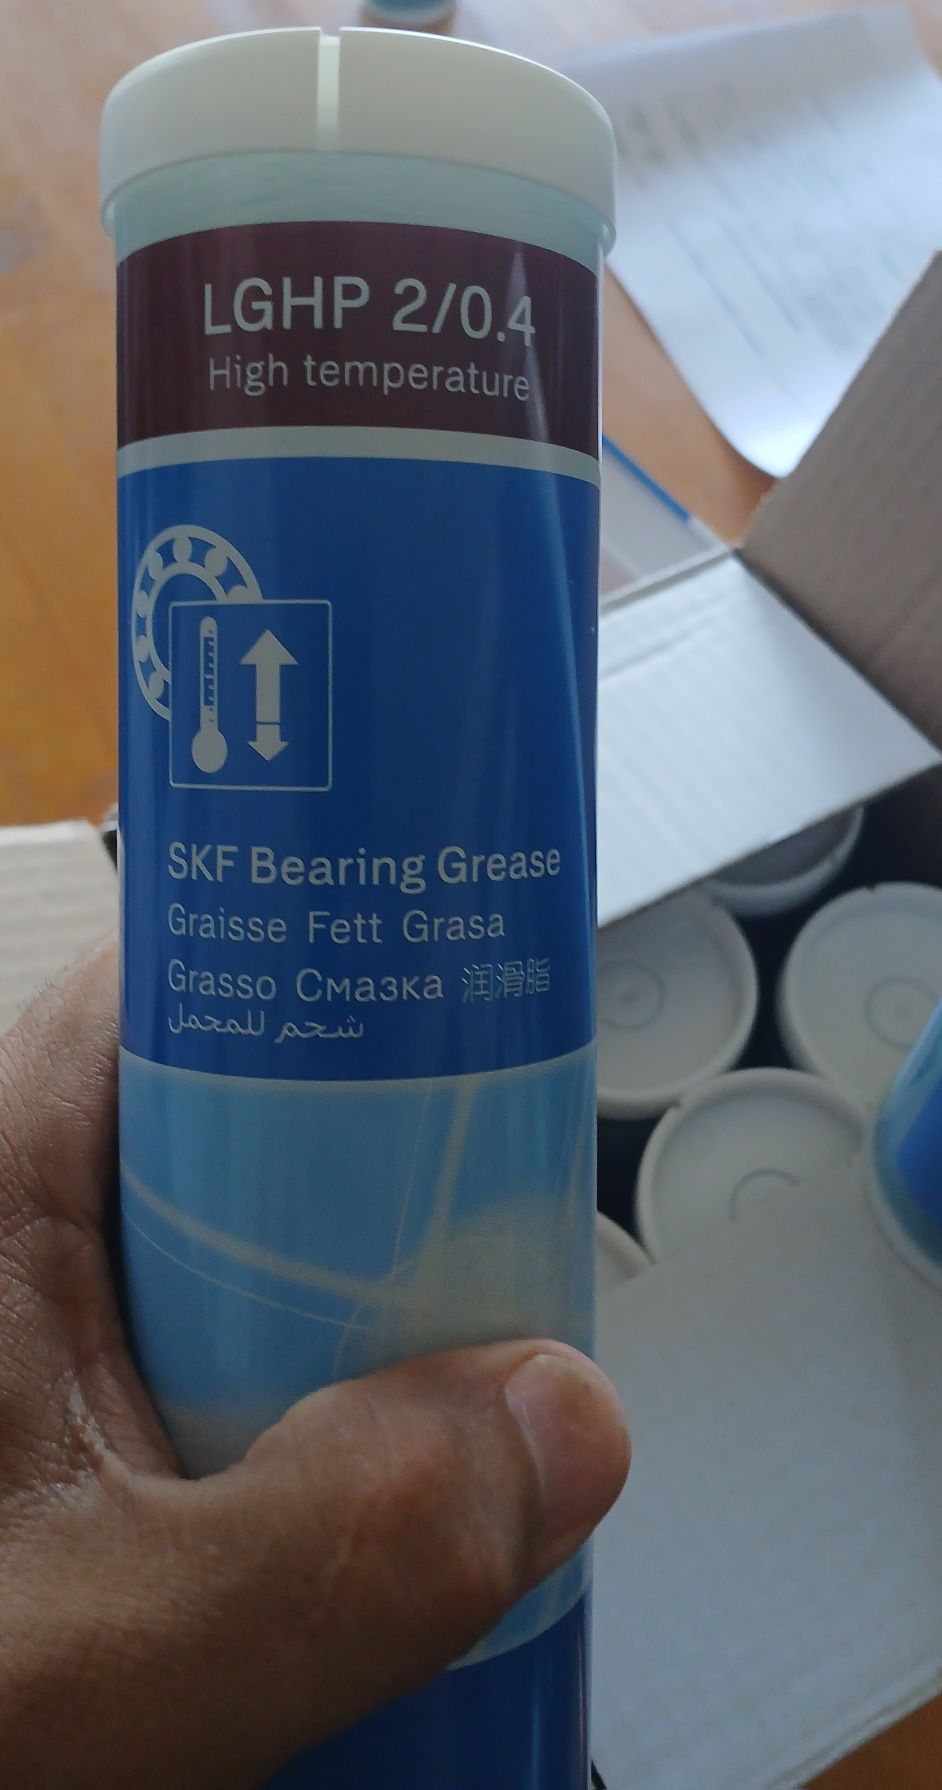 LGHP 2/0.4
High temperature
SKF Bearing Grease
Graisse Fett Grasa
Grasso Смазка 润滑脂
شحم للمحمل